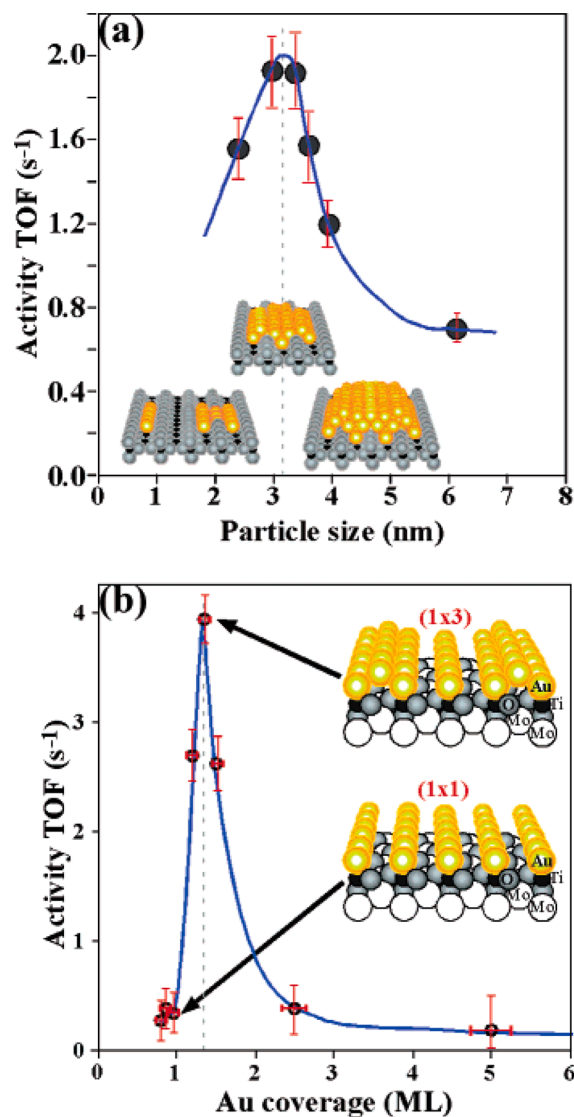 (a)
2.0
1.6
1.2
0.8
0.4
0.0
Activity TOF (s-1)
0 1 2 3 4 5 6 7 8
Particle size (nm)
(b)
4
3
2
1
0
Activity TOF (s-1)
(1x3)
Au
O
Ti
Mo
Mo
(1x1)
Au
O
Ti
Mo
Mo
0 1 2 3 4 5 6
Au coverage (ML)